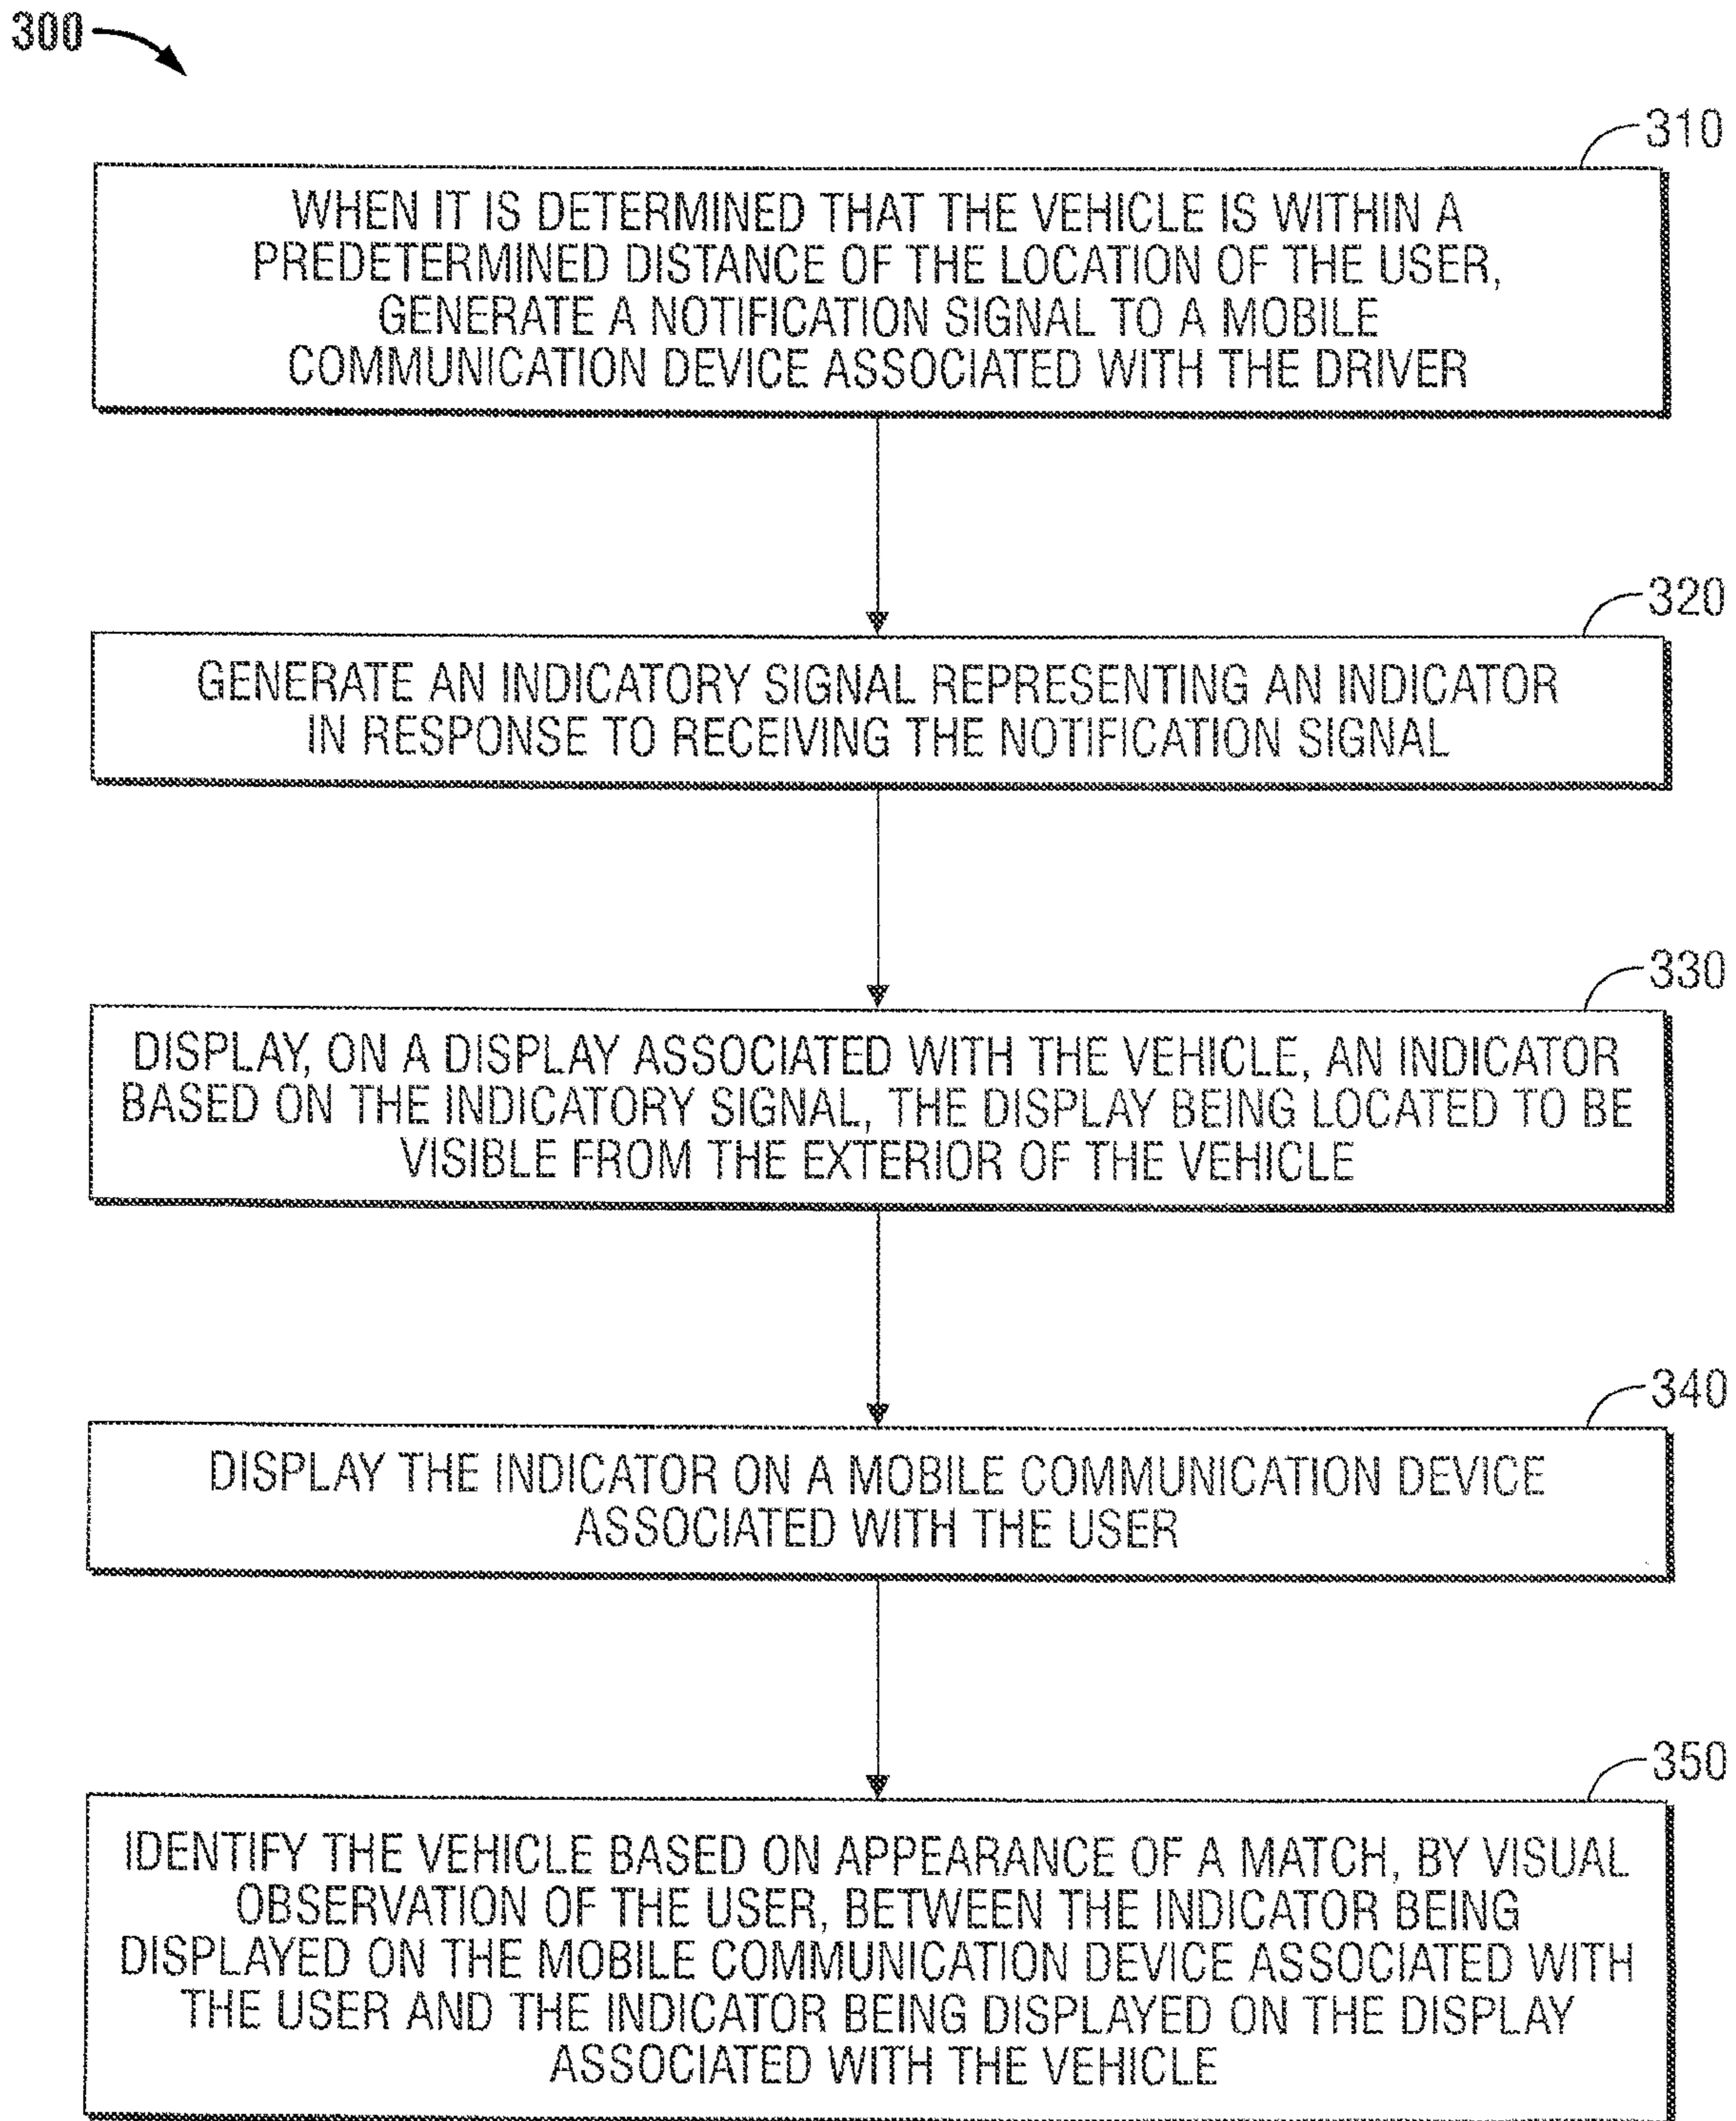 300
310
WHEN IT IS DETERMINED THAT THE VEHICLE IS WITHIN A
PREDETERMINED DISTANCE OF THE LOCATION OF THE USER,
GENERATE A NOTIFICATION SIGNAL TO A MOBILE
COMMUNICATION DEVICE ASSOCIATED WITH THE DRIVER
320
GENERATE AN INDICATORY SIGNAL REPRESENTING AN INDICATOR
IN RESPONSE TO RECEIVING THE NOTIFICATION SIGNAL
330
DISPLAY, ON A DISPLAY ASSOCIATED WITH THE VEHICLE, AN INDICATOR
BASED ON THE INDICATORY SIGNAL, THE DISPLAY BEING LOCATED TO BE
VISIBLE FROM THE EXTERIOR OF THE VEHICLE
340
DISPLAY THE INDICATOR ON A MOBILE COMMUNICATION DEVICE
ASSOCIATED WITH THE USER
350
IDENTIFY THE VEHICLE BASED ON APPEARANCE OF A MATCH, BY VISUAL
OBSERVATION OF THE USER, BETWEEN THE INDICATOR BEING
DISPLAYED ON THE MOBILE COMMUNICATION DEVICE ASSOCIATED WITH
THE USER AND THE INDICATOR BEING DISPLAYED ON THE DISPLAY
ASSOCIATED WITH THE VEHICLE